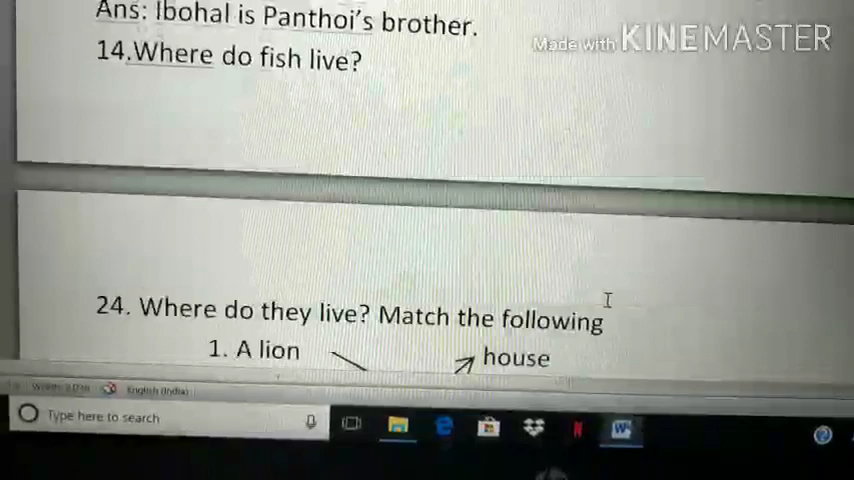 Ans: Ibohal is Panthoi's brother.
Made with KINEMASTER
14.Where do fish live?
24. Where do they live? Match the following
1. A lion
house
English (India)
Type here to search